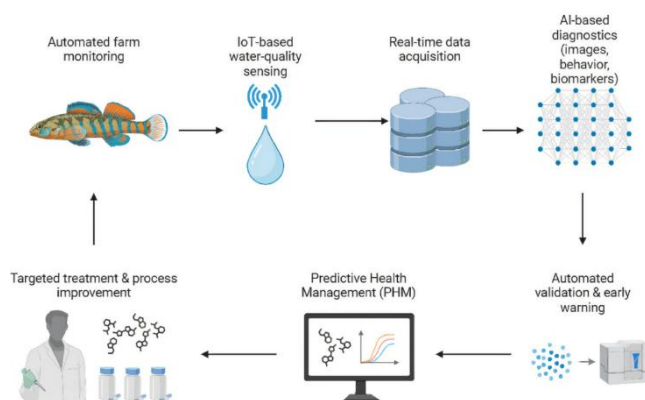 Automated farm
monitoring
IoT-based
water-quality
sensing
Real-time data
acquisition
AI-based
diagnostics
(images,
behavior,
biomarkers)
Targeted treatment & process
improvement
Predictive Health
Management (PHM)
Automated
validation & early
warning